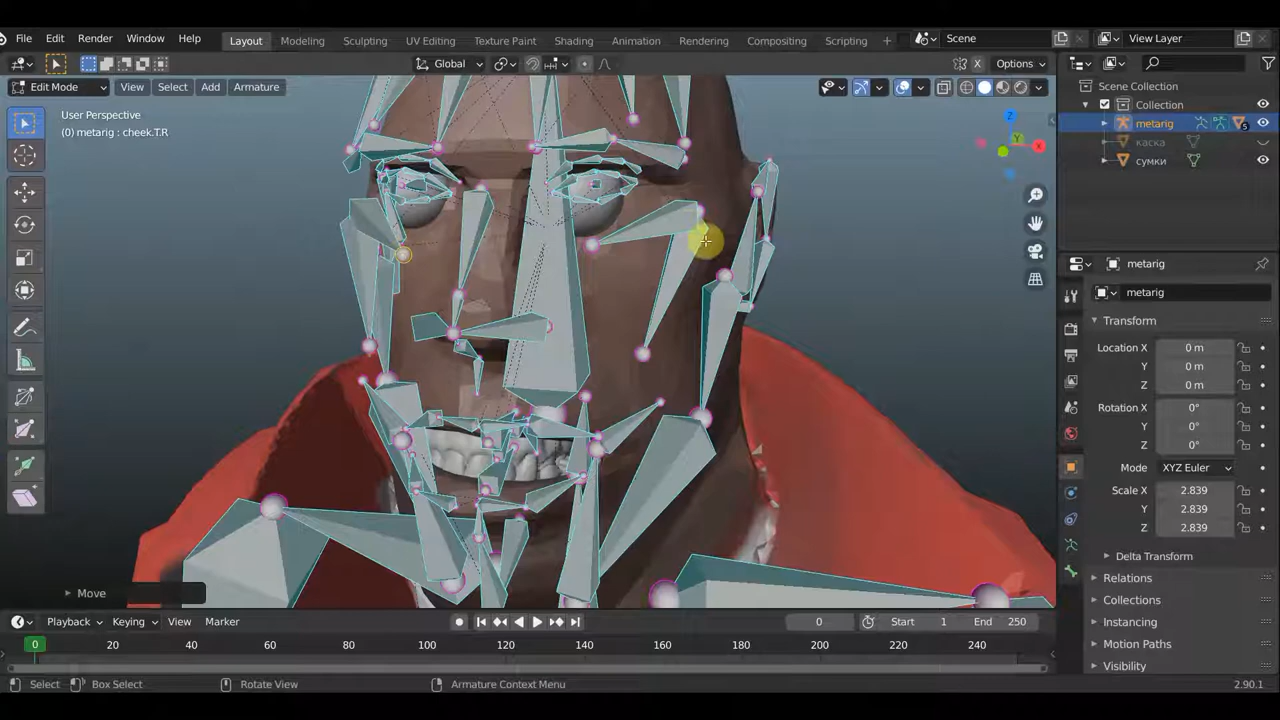 File Edit Render Window Help Layout Modeling Sculpting UV Editing Texture Paint Shading Animation Rendering Compositing Scripting + Scene View Layer
Global X Options
Edit Mode View Select Add Armature
User Perspective
(0) metarig : cheek.T.R
Z
Y
X
Move
Scene Collection
Collection
metarig
5
каска
сумки
metarig
metarig
Transform
Location X 0 m
Y 0 m
Z 0 m
Rotation X 0°
Y 0°
Z 0°
Mode XYZ Euler
Scale X 2.839
Y 2.839
Z 2.839
Delta Transform
Relations
Collections
Instancing
Motion Paths
Visibility
Playback Keying View Marker 0 Start 1 End 250
0 20 40 60 80 100 120 140 160 180 200 220 240
Select Box Select Rotate View Armature Context Menu 2.90.1